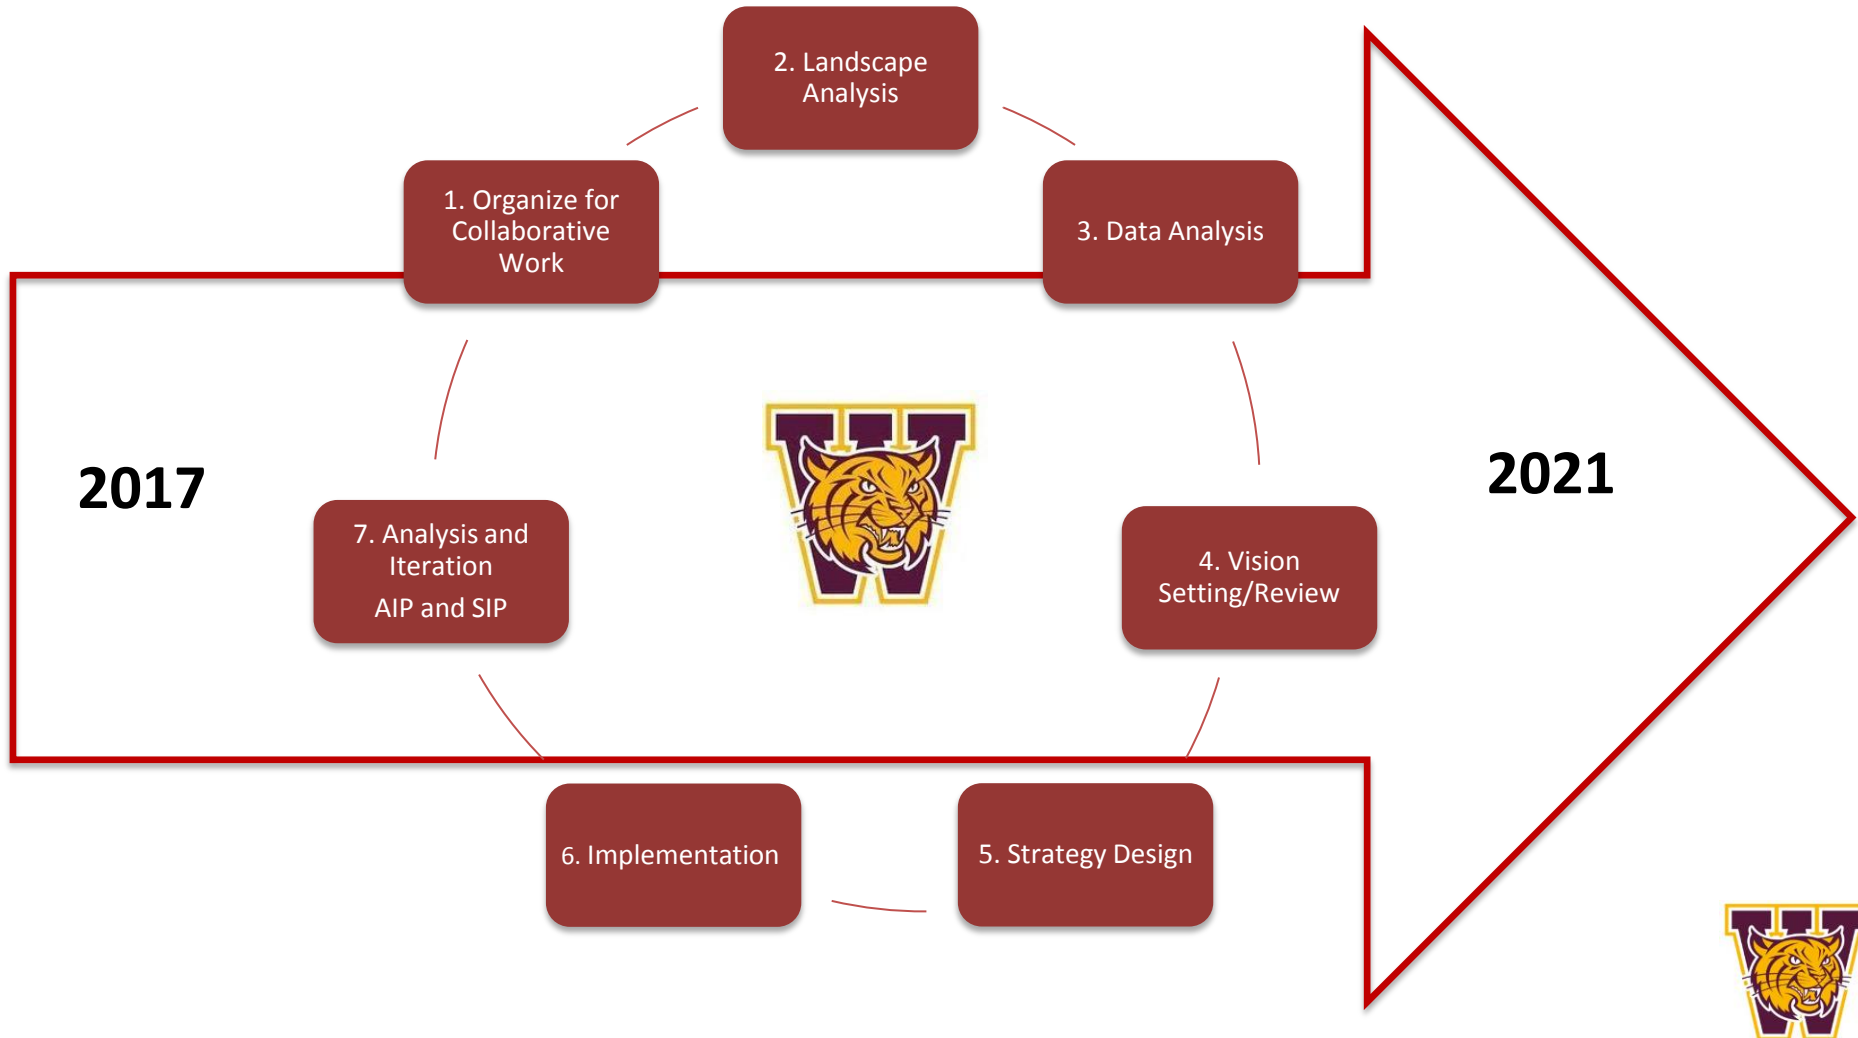 2. Landscape
Analysis
1. Organize for
Collaborative
Work
3. Data Analysis
2017
2021
7. Analysis and
Iteration
AIP and SIP
4. Vision
Setting/Review
6. Implementation
5. Strategy Design
W
W